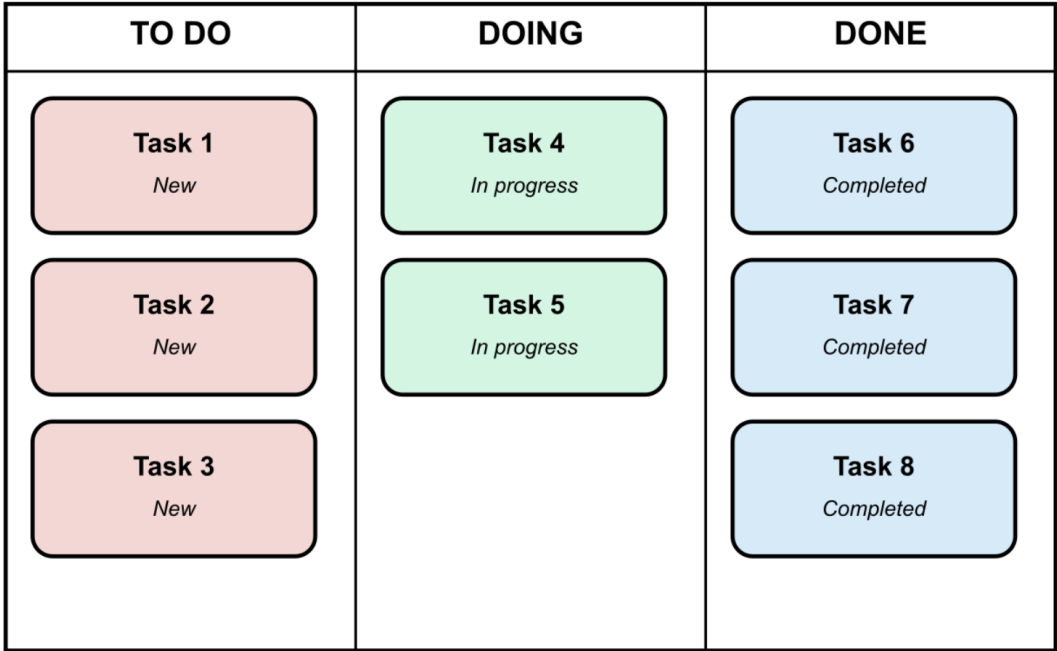 TO DO
Task 1
New
Task 2
New
Task 3
New
DOING
Task 4
In progress
Task 5
In progress
DONE
Task 6
Completed
Task 7
Completed
Task 8
Completed